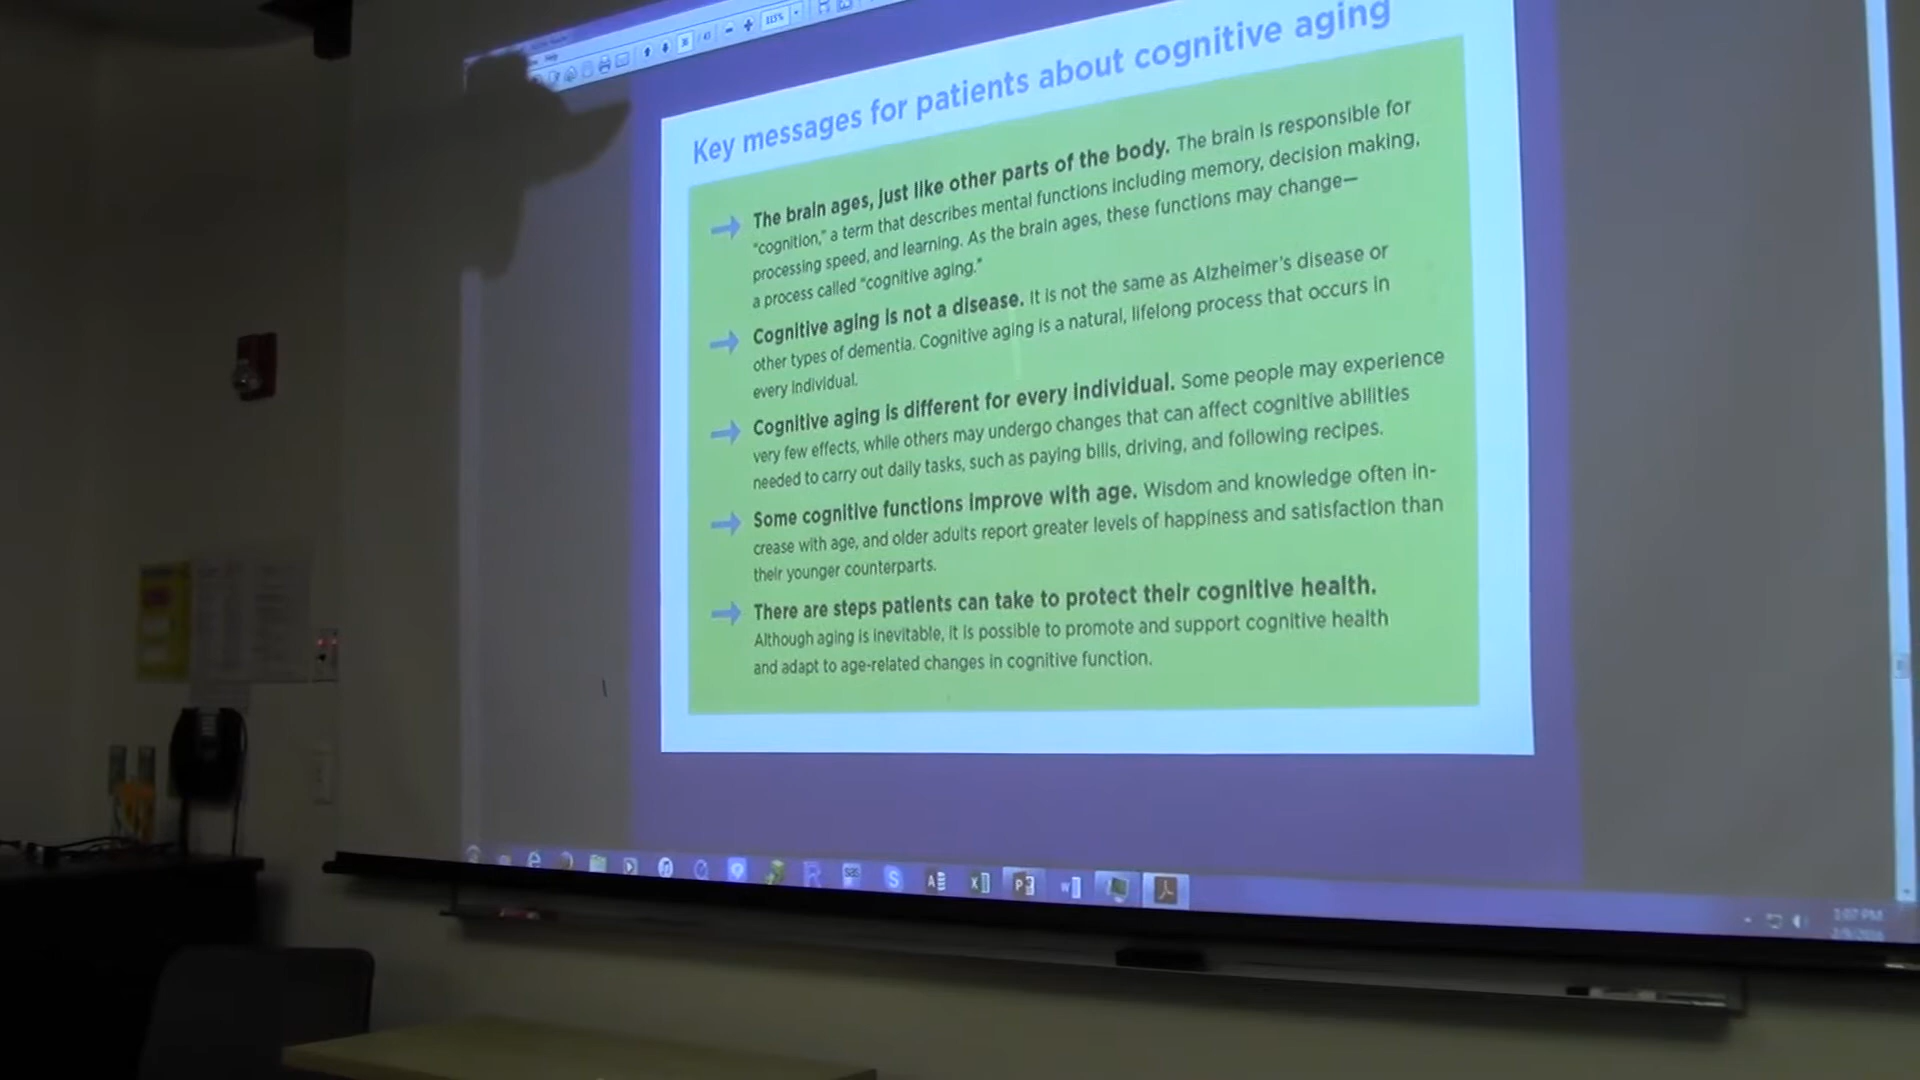 Help
36
/ 43
115%
Key messages for patients about cognitive aging
The brain ages, just like other parts of the body. The brain is responsible for
"cognition," a term that describes mental functions including memory, decision making,
processing speed, and learning. As the brain ages, these functions may change—
a process called "cognitive aging."
Cognitive aging is not a disease. It is not the same as Alzheimer's disease or
other types of dementia. Cognitive aging is a natural, lifelong process that occurs in
every individual.
Cognitive aging is different for every individual. Some people may experience
very few effects, while others may undergo changes that can affect cognitive abilities
needed to carry out daily tasks, such as paying bills, driving, and following recipes.
Some cognitive functions improve with age. Wisdom and knowledge often in-
crease with age, and older adults report greater levels of happiness and satisfaction than
their younger counterparts.
There are steps patients can take to protect their cognitive health.
Although aging is inevitable, it is possible to promote and support cognitive health
and adapt to age-related changes in cognitive function.
1:07 PM